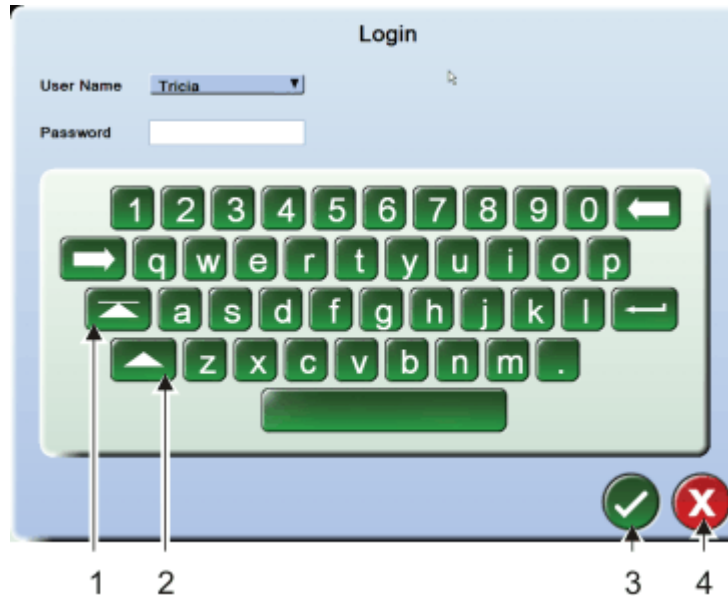 Login
User Name Tricia
Password
1 2 3 4 5 6 7 8 9 0
q w e r t y u i o p
a s d f g h j k l
z x c v b n m .
X
1 2 3 4